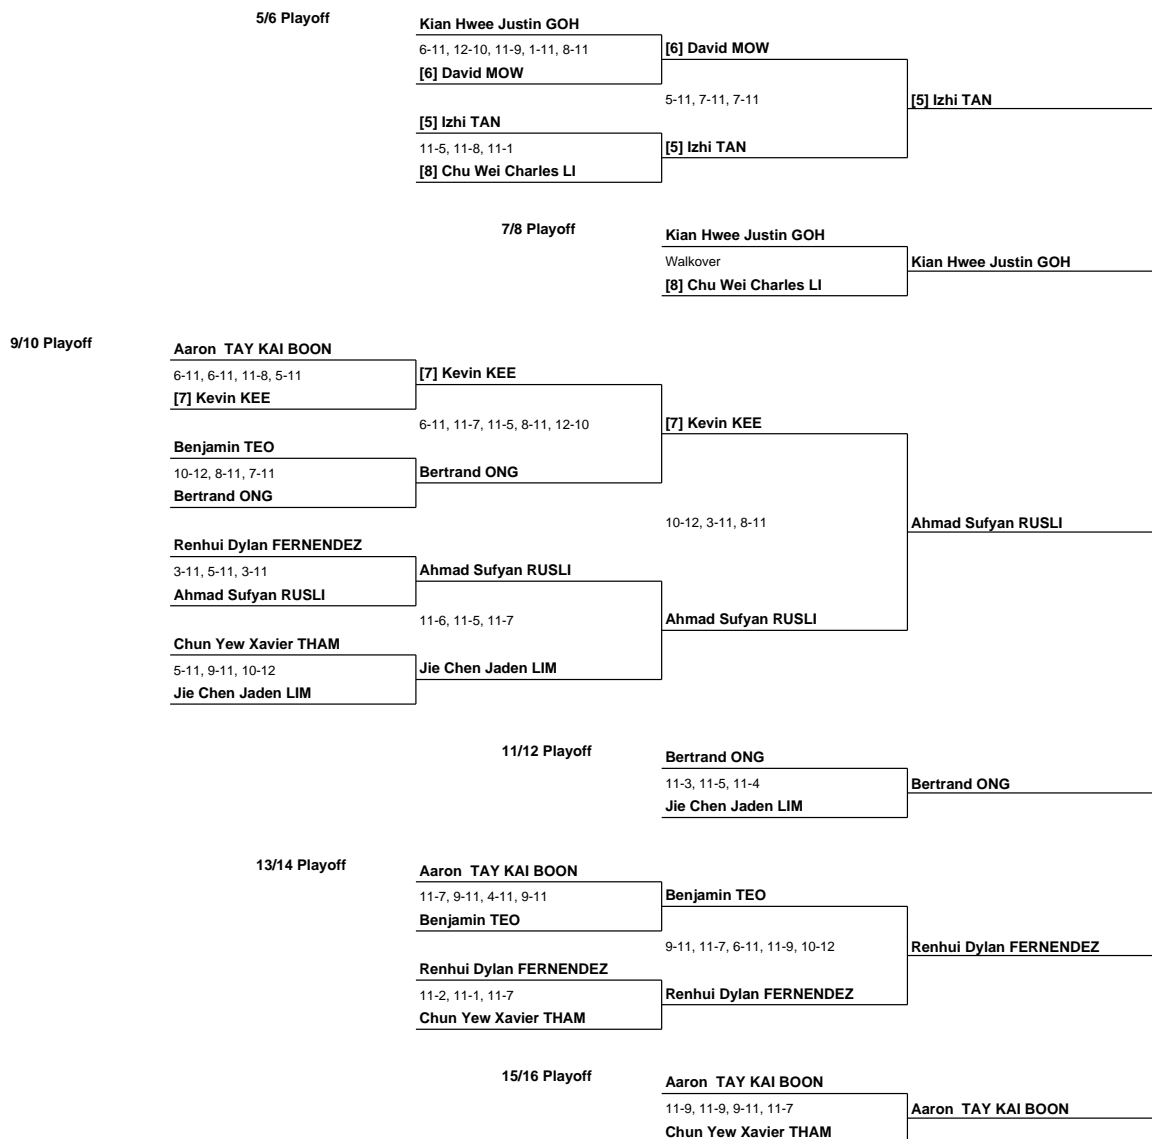 5/6 Playoff
Kian Hwee Justin GOH
6-11, 12-10, 11-9, 1-11, 8-11
[6] David MOW
[6] David MOW
5-11, 7-11, 7-11
[5] Izhi TAN
[5] Izhi TAN
11-5, 11-8, 11-1
[5] Izhi TAN
[8] Chu Wei Charles LI
7/8 Playoff
Kian Hwee Justin GOH
Walkover
Kian Hwee Justin GOH
[8] Chu Wei Charles LI
9/10 Playoff
Aaron  TAY KAI BOON
6-11, 6-11, 11-8, 5-11
[7] Kevin KEE
[7] Kevin KEE
6-11, 11-7, 11-5, 8-11, 12-10
[7] Kevin KEE
Benjamin TEO
10-12, 8-11, 7-11
Bertrand ONG
Bertrand ONG
10-12, 3-11, 8-11
Ahmad Sufyan RUSLI
Renhui Dylan FERNENDEZ
3-11, 5-11, 3-11
Ahmad Sufyan RUSLI
Ahmad Sufyan RUSLI
11-6, 11-5, 11-7
Ahmad Sufyan RUSLI
Chun Yew Xavier THAM
5-11, 9-11, 10-12
Jie Chen Jaden LIM
Jie Chen Jaden LIM
11/12 Playoff
Bertrand ONG
11-3, 11-5, 11-4
Bertrand ONG
Jie Chen Jaden LIM
13/14 Playoff
Aaron  TAY KAI BOON
11-7, 9-11, 4-11, 9-11
Benjamin TEO
Benjamin TEO
9-11, 11-7, 6-11, 11-9, 10-12
Renhui Dylan FERNENDEZ
Renhui Dylan FERNENDEZ
11-2, 11-1, 11-7
Renhui Dylan FERNENDEZ
Chun Yew Xavier THAM
15/16 Playoff
Aaron  TAY KAI BOON
11-9, 11-9, 9-11, 11-7
Aaron  TAY KAI BOON
Chun Yew Xavier THAM